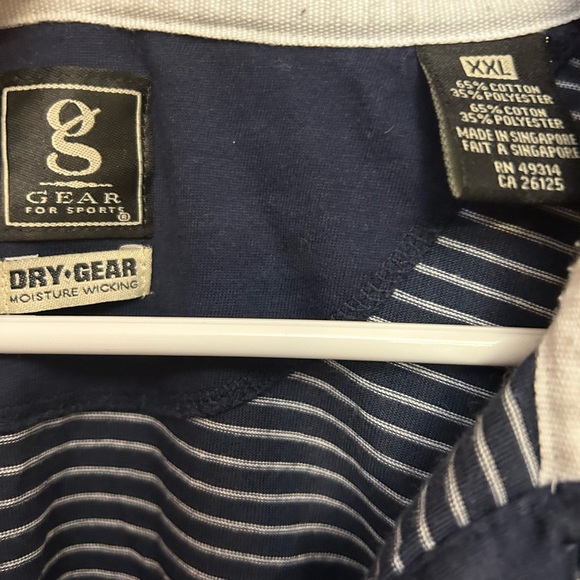 GEAR
FOR SPORTS®
DRY•GEAR
MOISTURE WICKING
XXL
65% COTTON
35% POLYESTER
65% COTON
35% POLYESTER
MADE IN SINGAPORE
FAIT A SINGAPORE
RN 49314
CA 26125